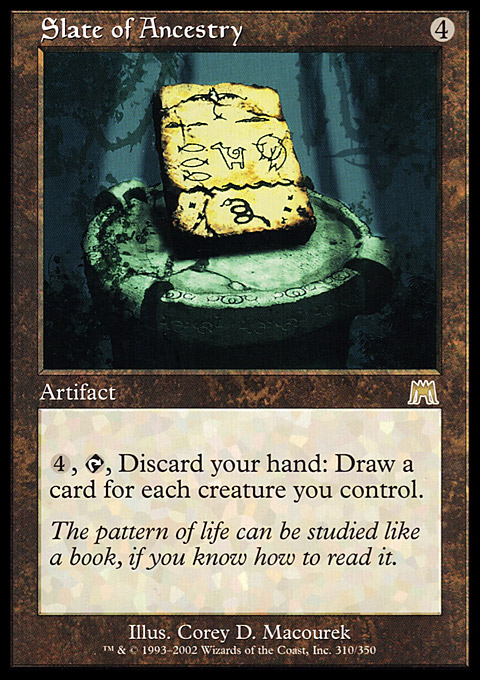 Slate of Ancestry 4
Artifact
4, , Discard your hand: Draw a
card for each creature you control.
The pattern of life can be studied like
a book, if you know how to read it.
Illus. Corey D. Macourek
™ & © 1993–2002 Wizards of the Coast, Inc. 310/350